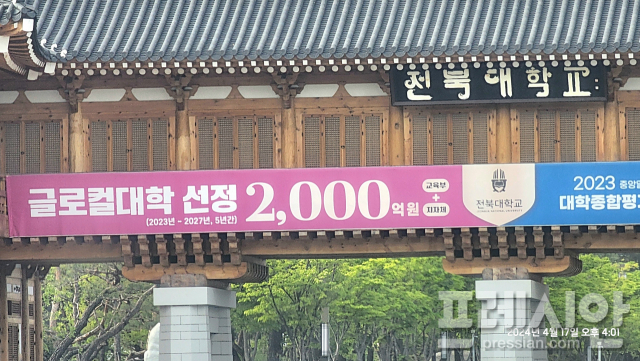 전북대학교
글로컬대학 선정 2,000억원
(2023년 - 2027년, 5년간)
교육부
+
지자체
전북대학교
2023 중앙일
대학종합평가
프레시안
2024년 4월 17일 오후 4:01
pressian.com